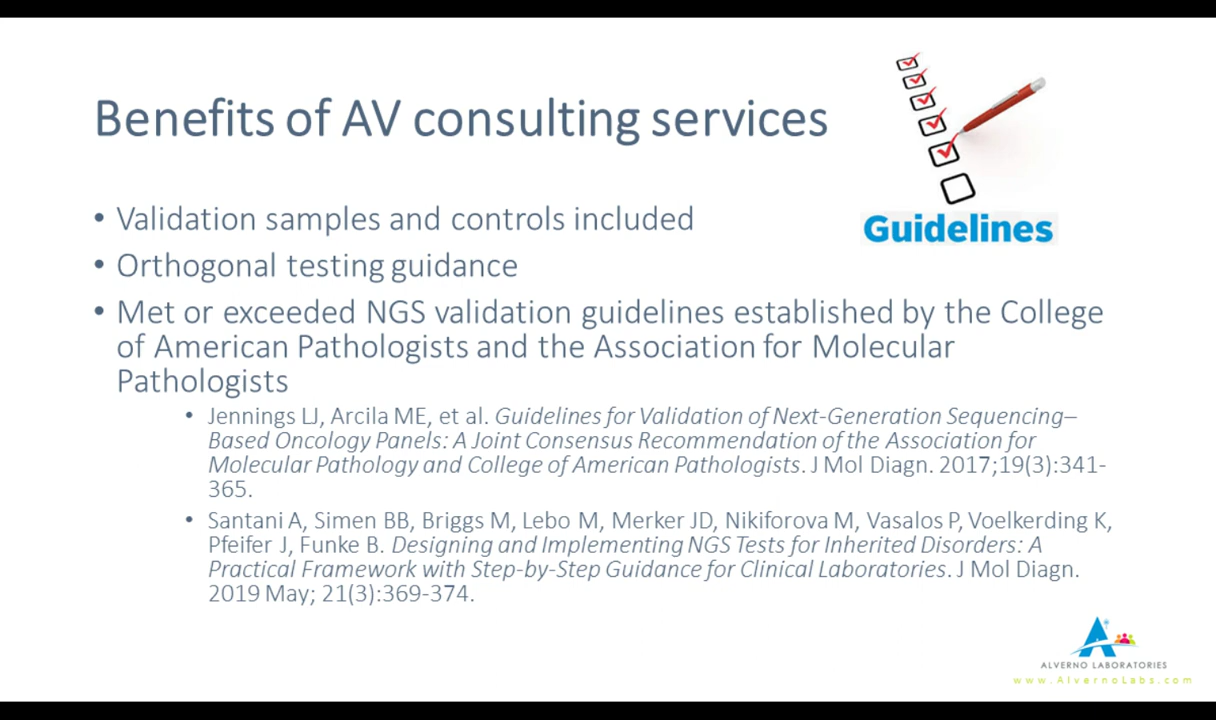 Benefits of AV consulting services
Guidelines
• Validation samples and controls included
• Orthogonal testing guidance
• Met or exceeded NGS validation guidelines established by the College
of American Pathologists and the Association for Molecular
Pathologists
• Jennings LJ, Arcila ME, et al. Guidelines for Validation of Next-Generation Sequencing–
Based Oncology Panels: A Joint Consensus Recommendation of the Association for
Molecular Pathology and College of American Pathologists. J Mol Diagn. 2017;19(3):341-
365.
• Santani A, Simen BB, Briggs M, Lebo M, Merker JD, Nikiforova M, Vasalos P, Voelkerding K,
Pfeifer J, Funke B. Designing and Implementing NGS Tests for Inherited Disorders: A
Practical Framework with Step-by-Step Guidance for Clinical Laboratories. J Mol Diagn.
2019 May; 21(3):369-374.
ALVERNO LABORATORIES
www.AlvernoLabs.com